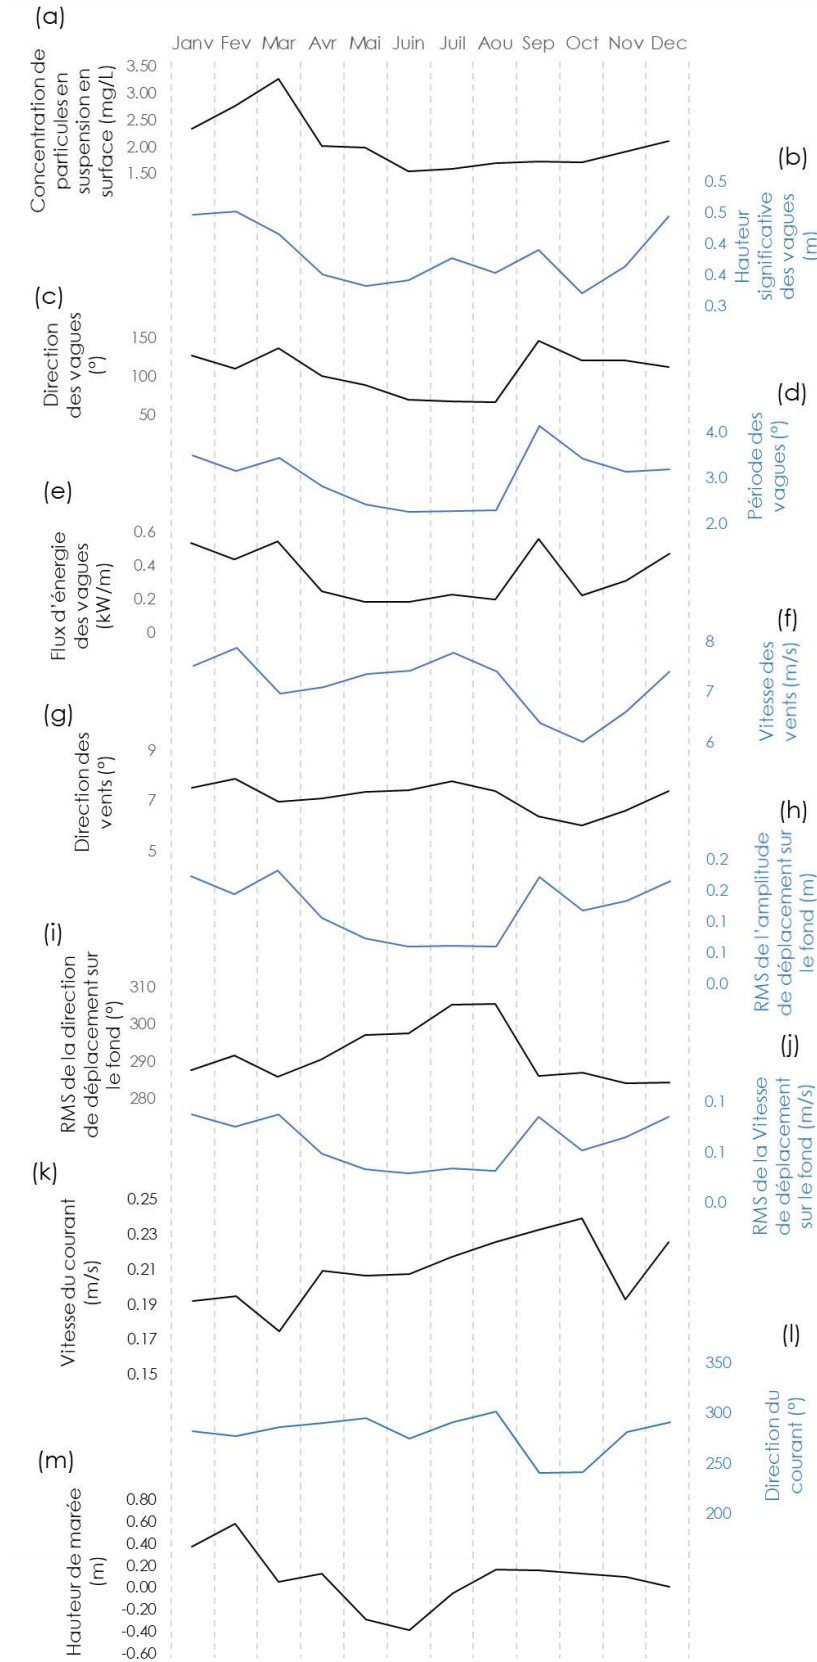 (a)
Janv Fev Mar Avr Mai Juin Juil Aou Sep Oct Nov Dec
Concentration de
particules en
suspension en
surface (mg/L)
3.50
3.00
2.50
2.00
1.50
(b)
0.5
0.5
0.4
0.4
0.3
Hauteur
significative
des vagues
(m)
(c)
Direction
des vagues
(º)
150
100
50
(d)
4.0
3.0
2.0
Période des
vagues (º)
(e)
Flux d'énergie
des vagues
(kW/m)
0.6
0.4
0.2
0
(f)
8
7
6
Vitesse des
vents (m/s)
(g)
Direction des
vents (º)
9
7
5
(h)
0.2
0.2
0.1
0.1
0.0
RMS de l'amplitude
de déplacement sur
le fond (m)
(i)
RMS de la direction
de déplacement sur
le fond (º)
310
300
290
280
(j)
0.1
0.1
0.0
RMS de la Vitesse
de déplacement
sur le fond (m/s)
(k)
Vitesse du courant
(m/s)
0.25
0.23
0.21
0.19
0.17
0.15
(l)
350
300
250
200
Direction du
courant (º)
(m)
Hauteur de marée
(m)
0.80
0.60
0.40
0.20
0.00
-0.20
-0.40
-0.60